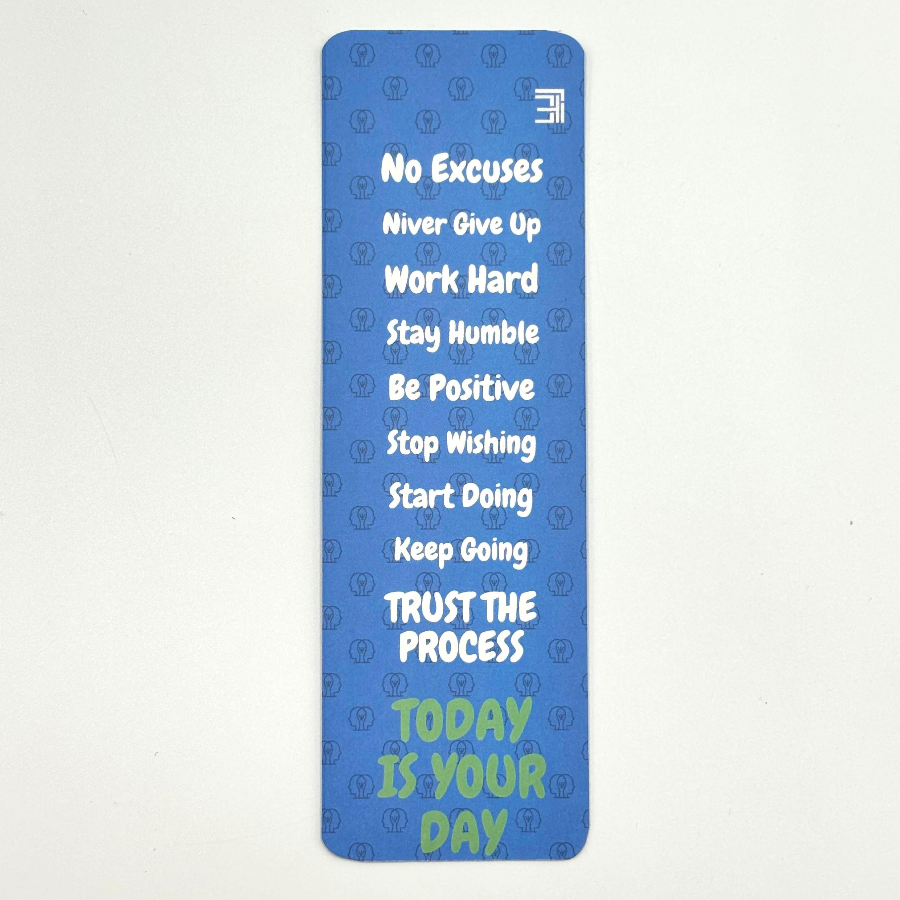 No Excuses
Niver Give Up
Work Hard
Stay Humble
Be Positive
Stop Wishing
Start Doing
Keep Going
TRUST THE
PROCESS
TODAY
IS YOUR
DAY